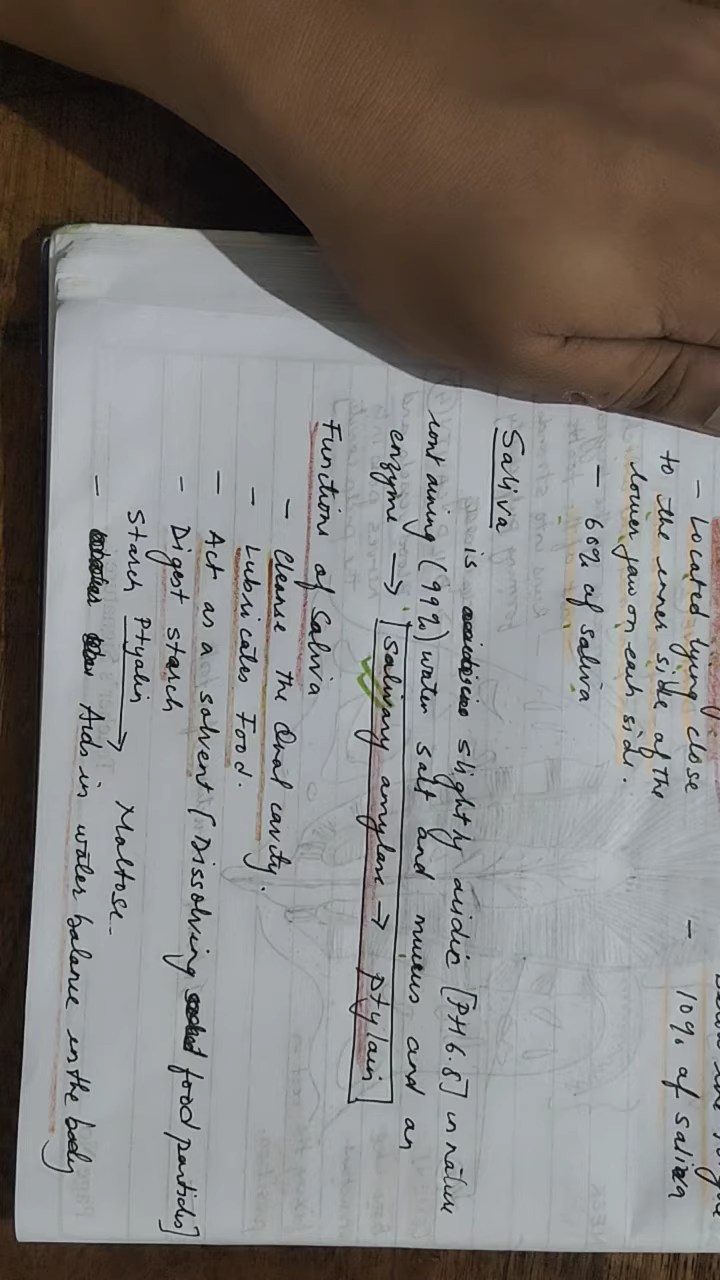 - Located lying close
to the inner side of the
lower jaw on each side.
- 60% of saliva
- 10% of saliva
Saliva
is slightly acidic [PH 6.8] in nature
containing (99%) water salt and mucus and an
enzyme → salivary amylase → ptylain
Functions of Saliva
- Cleanse the Oral cavity.
- Lubricates Food.
- Act as a solvent [Dissolving food particles]
- Digest starch
Starch Ptyalin → Maltose
- Aids in water balance in the body